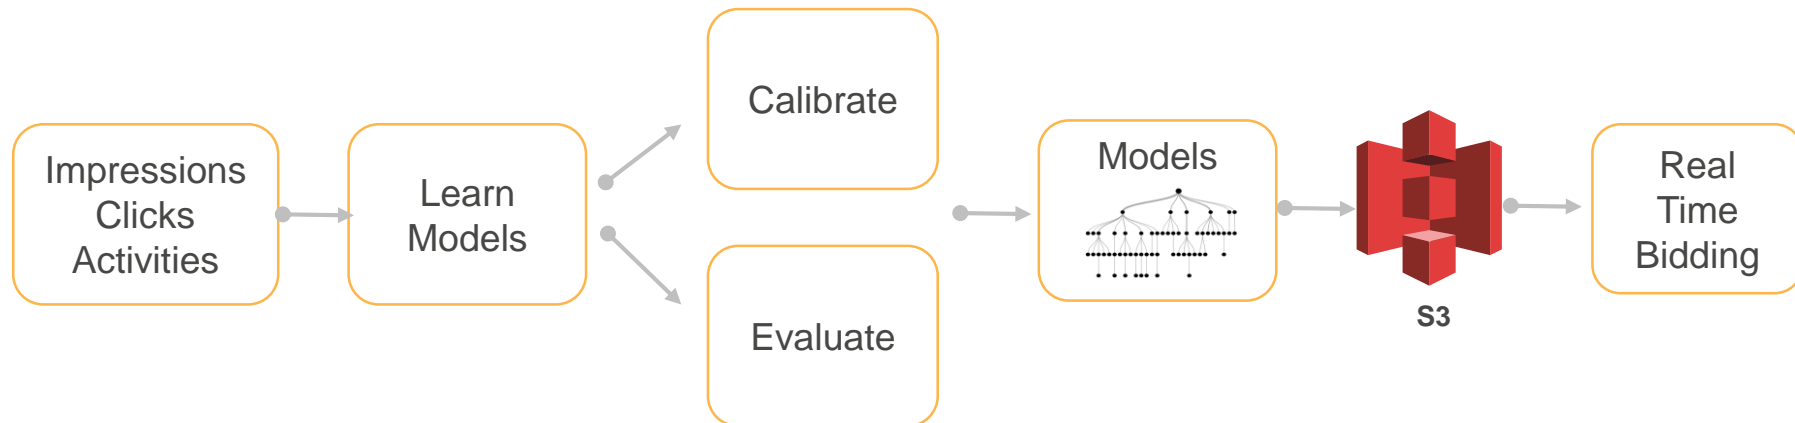 Impressions
Clicks
Activities
Learn
Models
Calibrate
Evaluate
Models
S3
Real
Time
Bidding